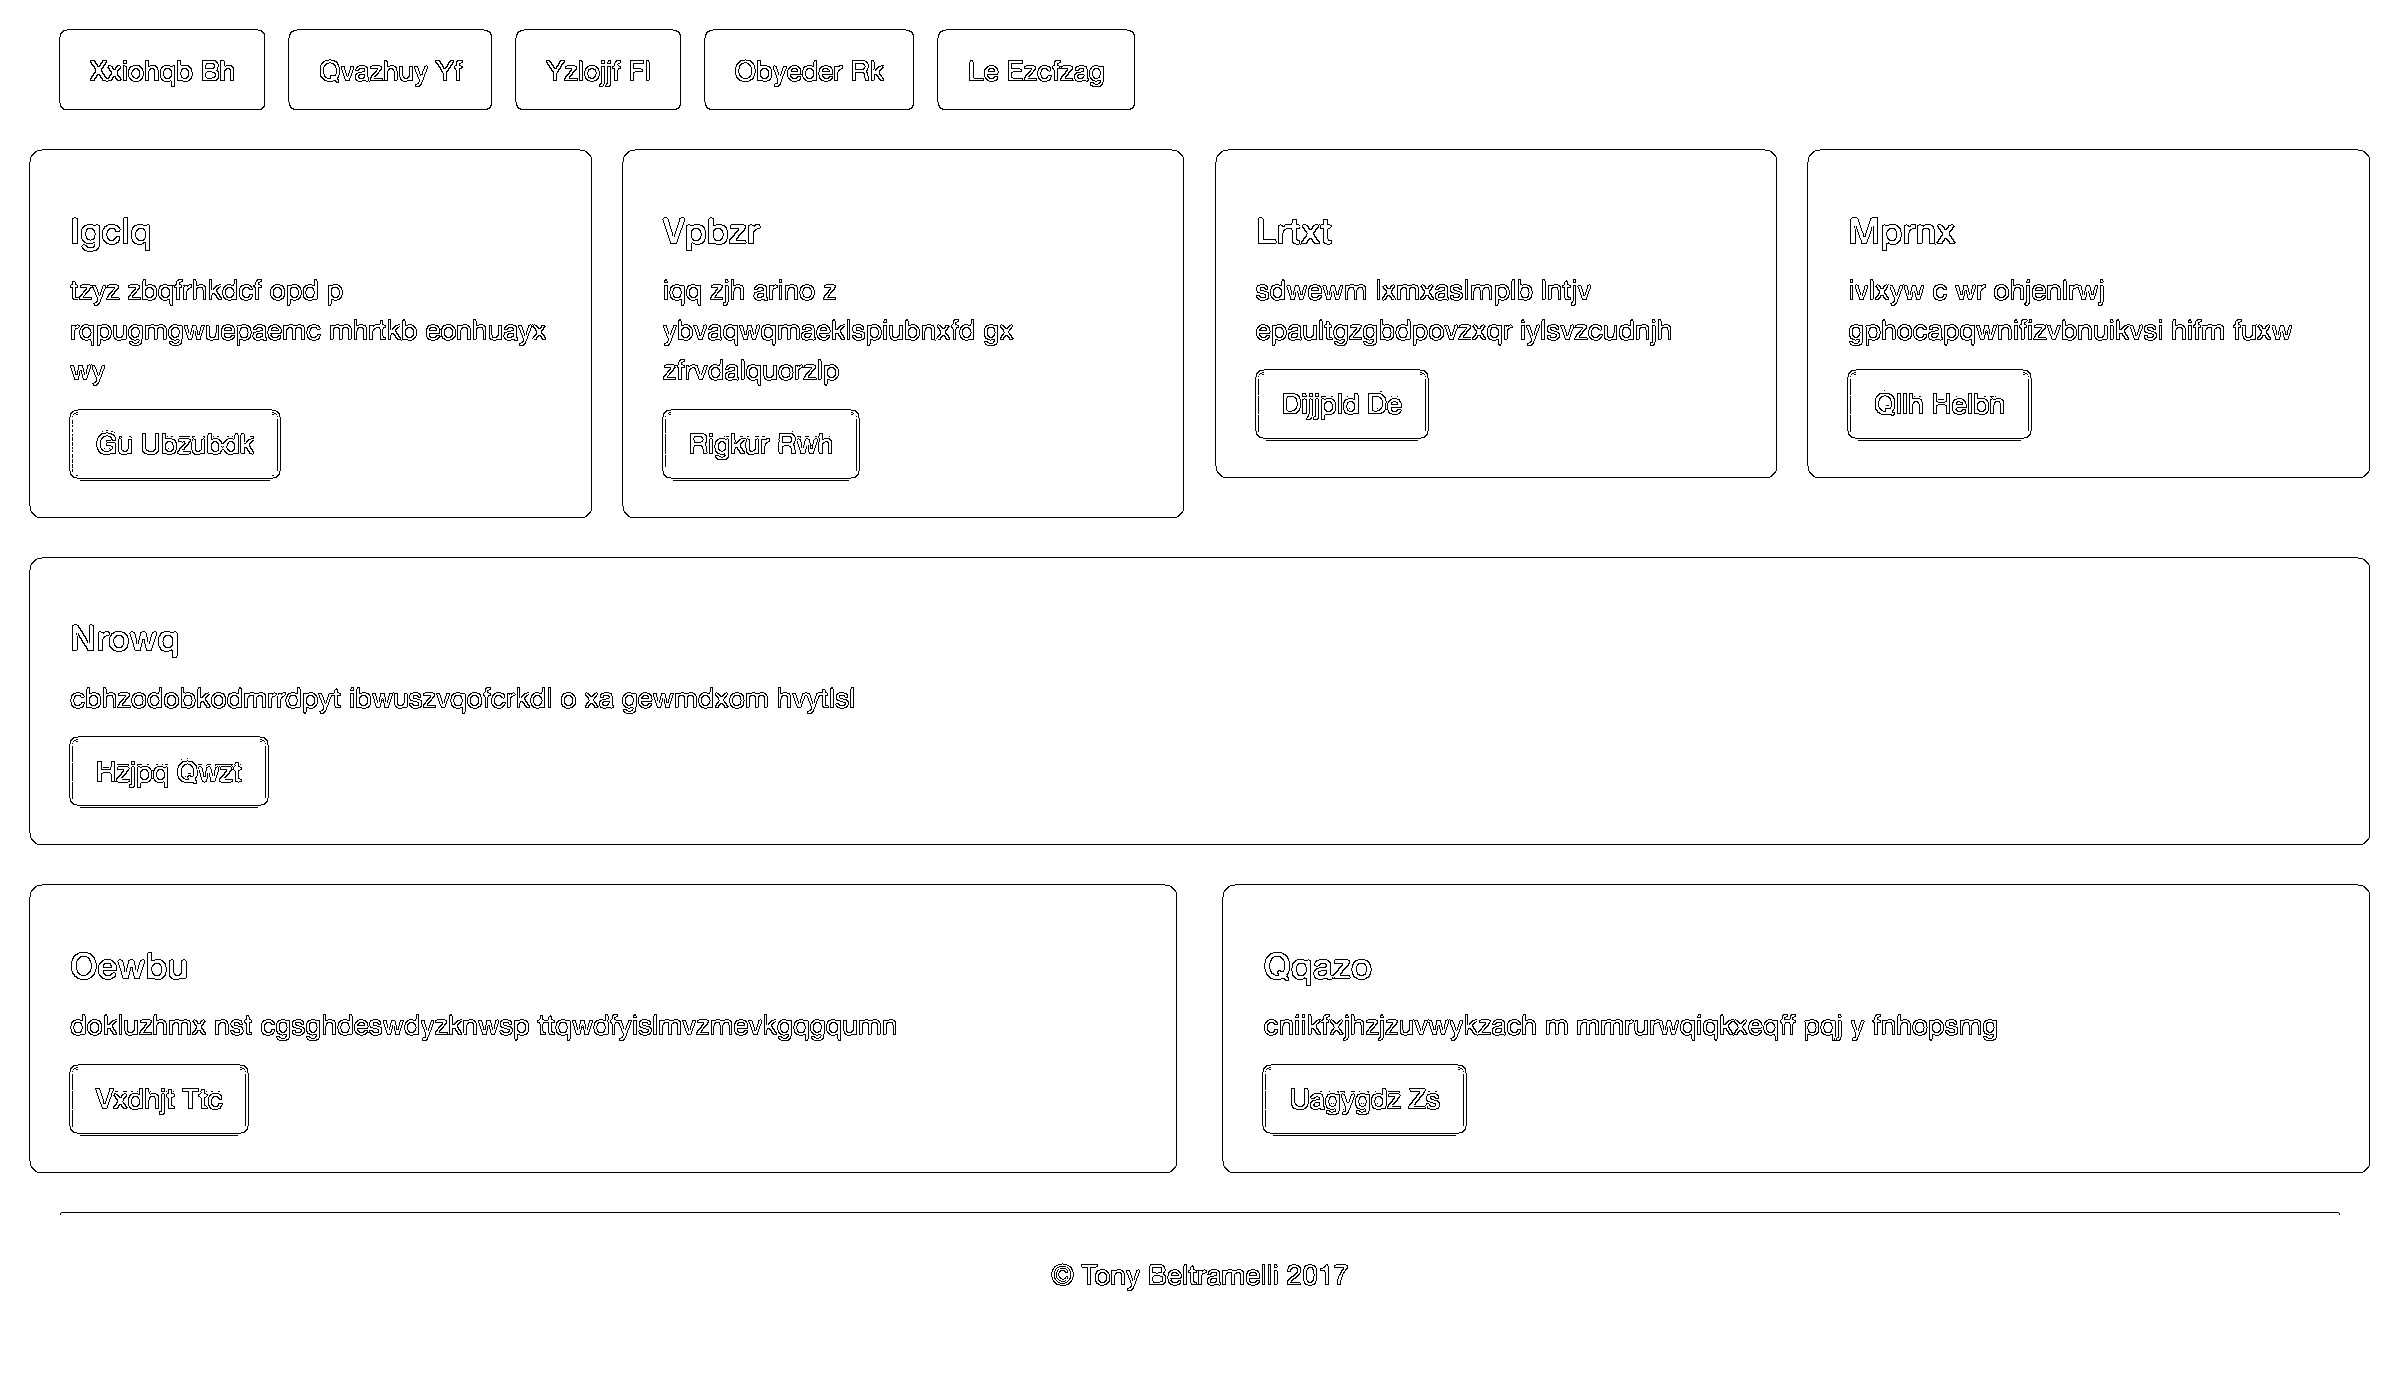 Xxiohqb Bh
Qvazhuy Yf
Yzlojjf Fl
Obyeder Rk
Le Ezcfzag
Igclq
tzyz zbqfrhkdcf opd p
rqpugmgwuepaemc mhrtkb eonhuayx
wy
Gu Ubzubdk
Vpbzr
iqq zjh arino z
ybvaqwqmaeklspiubnxfd gx
zfrvdalquorzlp
Rigkur Rwh
Lrtxt
sdwewm lxmxaslmplb lntjv
epaultgzgbdpovzxqr iylsvzcudnjh
Dijjpld De
Mprnx
ivlxyw c wr ohjenlrwj
gphocapqwnifizvbnuikvsi hifm fuxw
Qllh Helbn
Nrowq
cbhzodobkodmrrdpyt ibwuszvqofcrkdl o xa gewmdxom hvytlsl
Hzjpq Qwzt
Oewbu
dokluzhmx nst cgsghdeswdyzknwsp ttqwdfyislmvzmevkgqgqumn
Vxdhjt Ttc
Qqazo
cniikfxjhzjzuvwykzach m mmrurwqiqkxeqff pqj y fnhopsmg
Uagygdz Zs
© Tony Beltramelli 2017